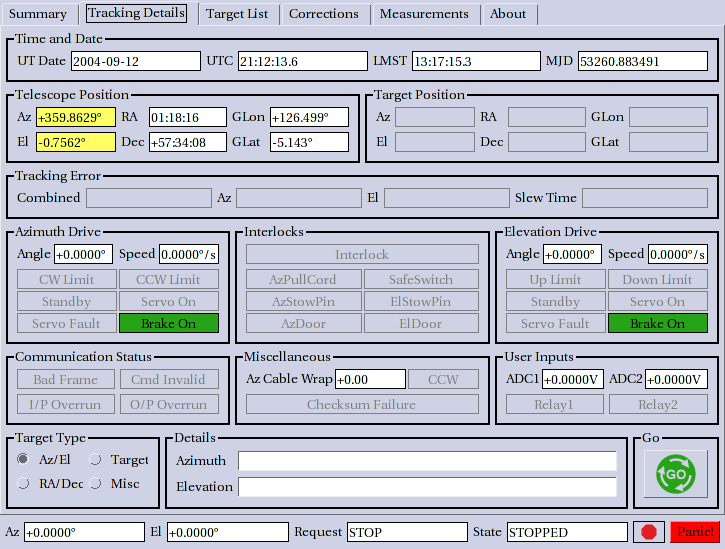 Summary Tracking Details Target List Corrections Measurements About
Time and Date
UT Date 2004-09-12 UTC 21:12:13.6 LMST 13:17:15.3 MJD 53260.883491
Telescope Position Target Position
Az +359.8629° RA 01:18:16 GLon +126.499° Az RA GLon
El -0.7562° Dec +57:34:08 GLat -5.143° El Dec GLat
Tracking Error
Combined Az El Slew Time
Azimuth Drive Interlocks Elevation Drive
Angle +0.0000° Speed 0.0000°/s Interlock Angle +0.0000° Speed 0.0000°/s
CW Limit CCW Limit AzPullCord SafeSwitch Up Limit Down Limit
Standby Servo On AzStowPin ElStowPin Standby Servo On
Servo Fault Brake On AzDoor ElDoor Servo Fault Brake On
Communication Status Miscellaneous User Inputs
Bad Frame Cmd Invalid Az Cable Wrap +0.00 CCW ADC1 +0.0000V ADC2 +0.0000V
I/P Overrun O/P Overrun Checksum Failure Relay1 Relay2
Target Type Details Go
Az/El Target Azimuth
RA/Dec Misc Elevation
GO
Az +0.0000° El +0.0000° Request STOP State STOPPED Panic!